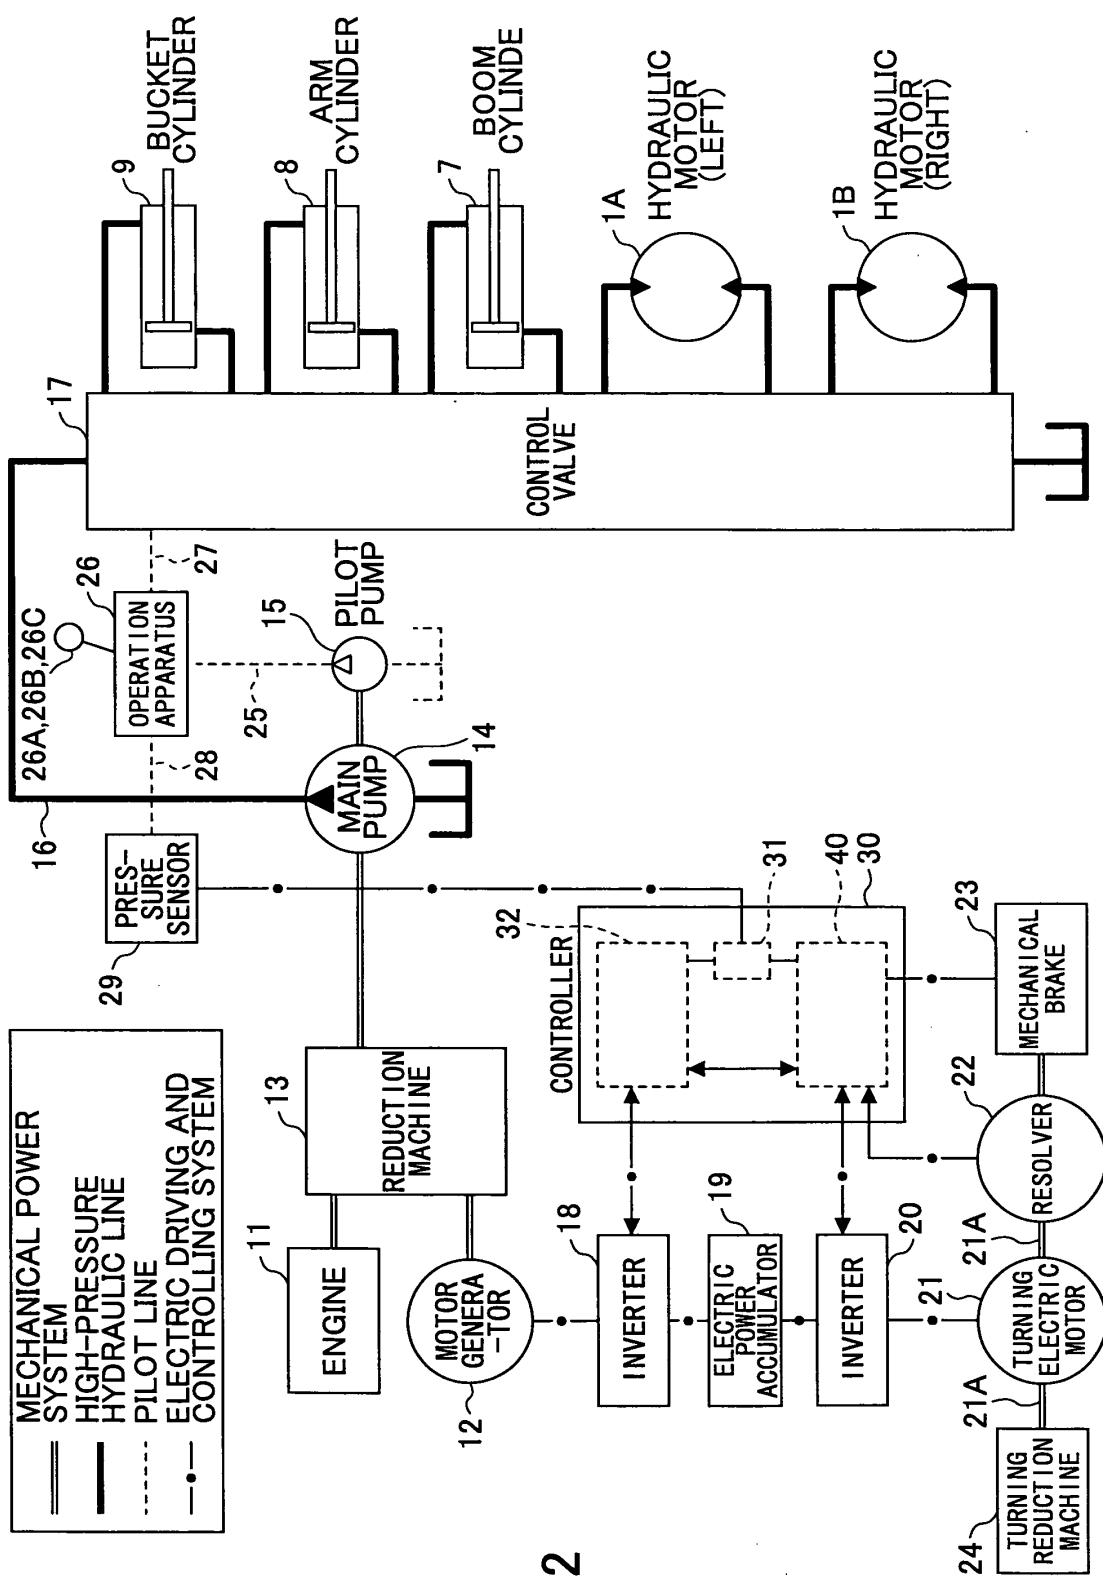 MECHANICAL POWER
SYSTEM
HIGH-PRESSURE
HYDRAULIC LINE
PILOT LINE
ELECTRIC DRIVING AND
CONTROLLING SYSTEM
29
PRES-
SURE
SENSOR
16
28
26A,26B,26C
26
OPERATION
APPARATUS
27
17
25
15
PILOT
PUMP
MAIN
PUMP
14
CONTROL
VALVE
9
BUCKET
CYLINDER
8
ARM
CYLINDER
7
BOOM
CYLINDE
1A
HYDRAULIC
MOTOR
(LEFT)
1B
HYDRAULIC
MOTOR
(RIGHT)
11
ENGINE
13
REDUCTION
MACHINE
MOTOR
GENERA
-TOR
12
CONTROLLER
32
31
40
30
18
INVERTER
19
ELECTRIC
POWER
ACCUMULATOR
INVERTER
20
24
TURNING
REDUCTION
MACHINE
21A
21
TURNING
ELECTRIC
MOTOR
21A
22
RESOLVER
23
MECHANICAL
BRAKE
2